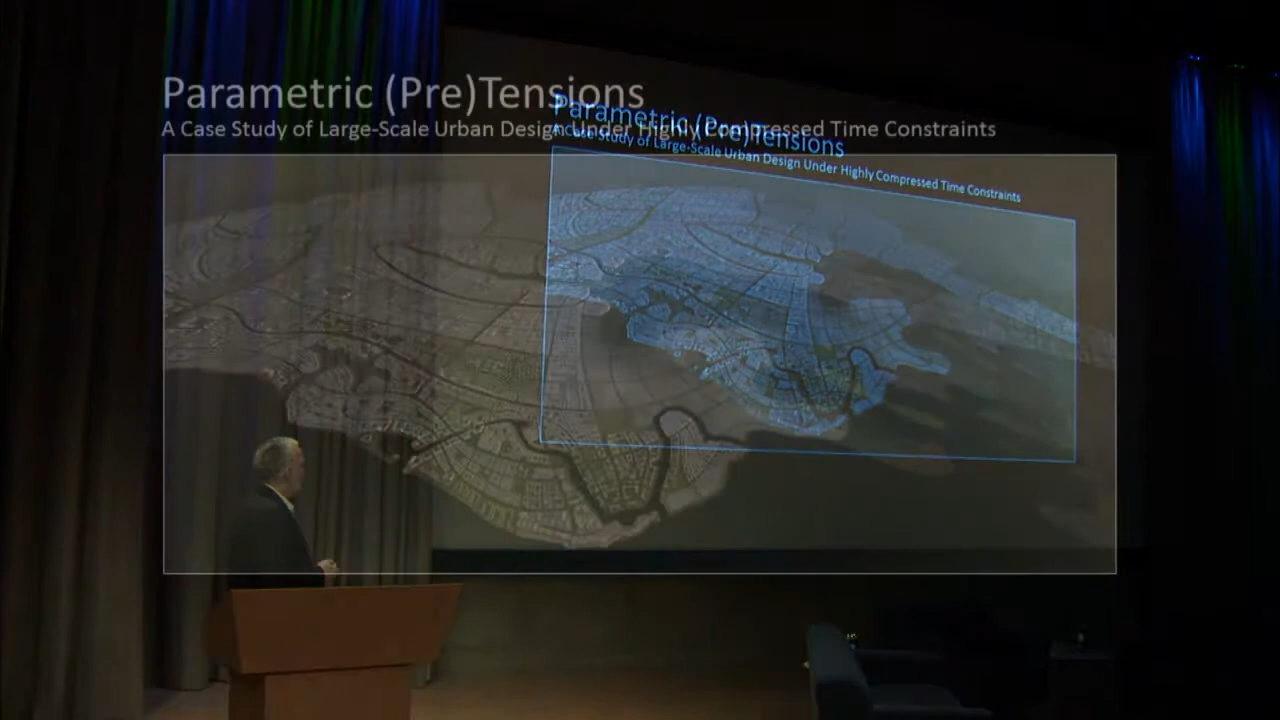 Parametric (Pre)Tensions
A Case Study of Large-Scale Urban Design Under Highly Compressed Time Constraints
Parametric (Pre)Tensions
A Case Study of Large-Scale Urban Design Under Highly Compressed Time Constraints